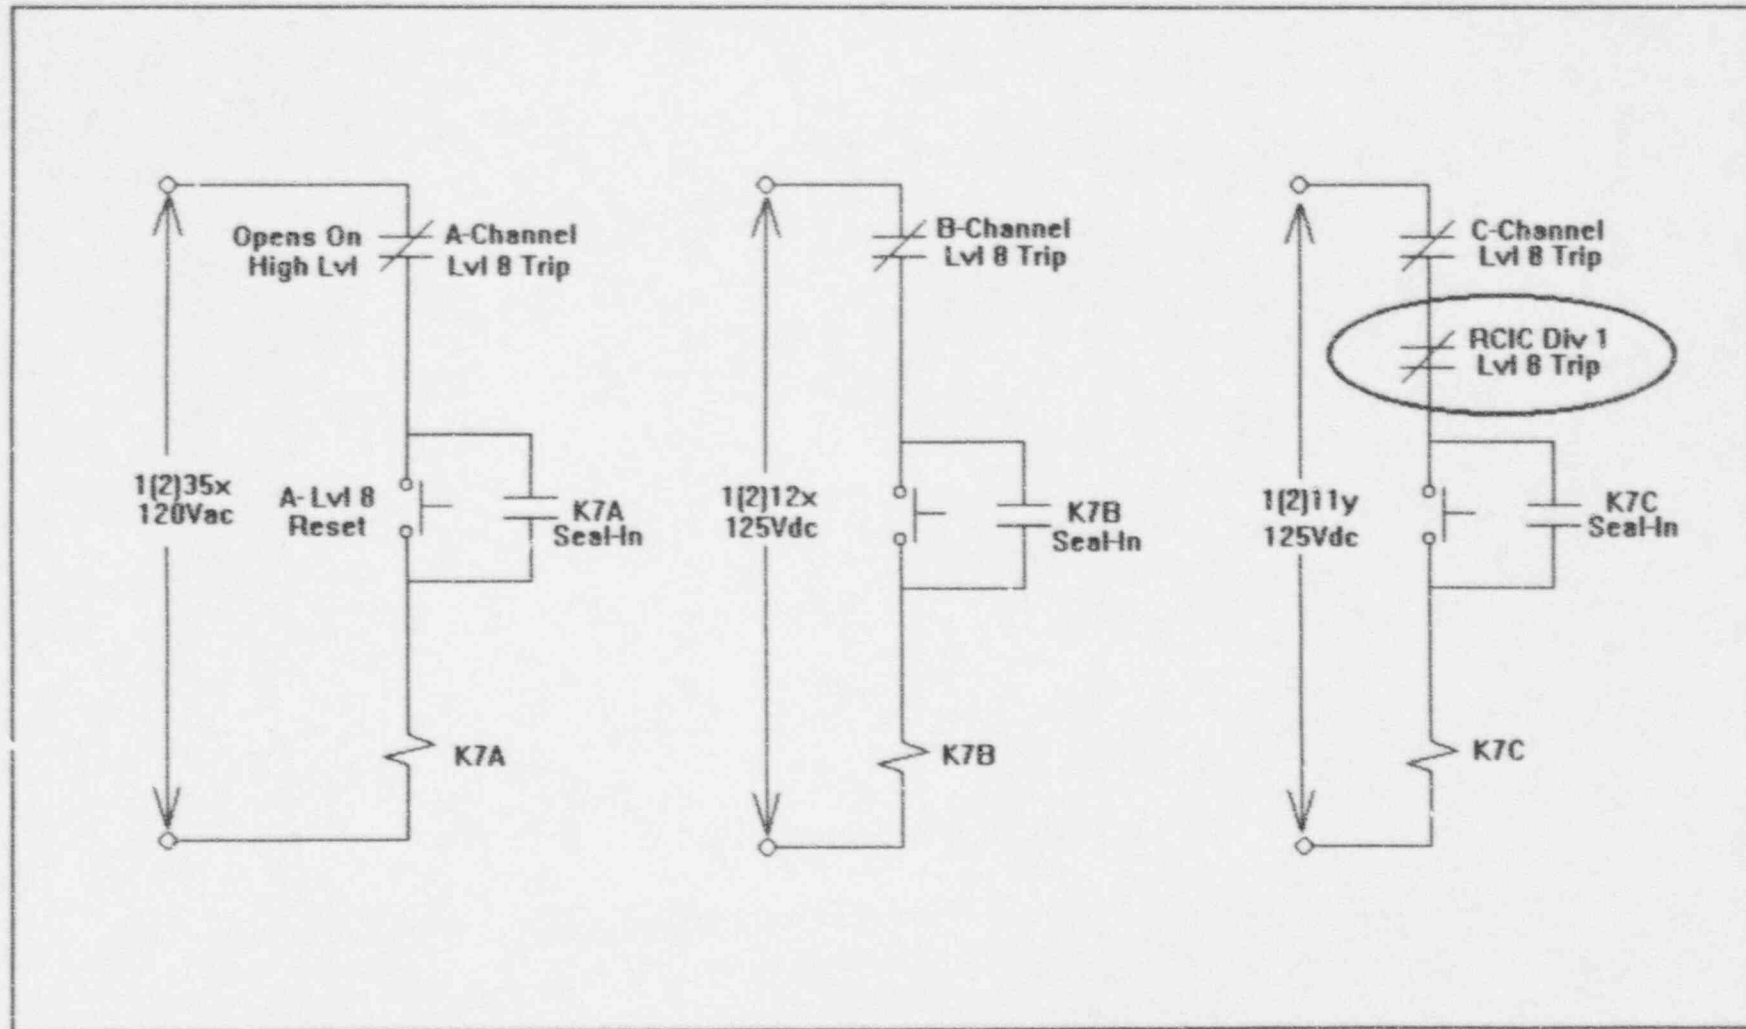 Opens On
High Lvl
A-Channel
Lvl 8 Trip
1(2)35x
120Vac
A- Lvl 8
Reset
K7A
Seal-In
K7A
B-Channel
Lvl 8 Trip
1(2)12x
125Vdc
K7B
Seal-In
K7B
C-Channel
Lvl 8 Trip
RCIC Div 1
Lvl 8 Trip
1(2)11y
125Vdc
K7C
Seal-In
K7C